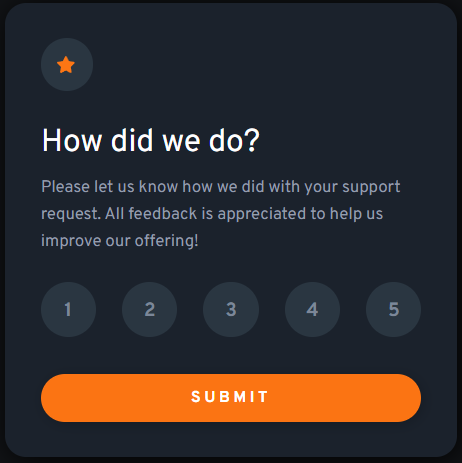 How did we do?
Please let us know how we did with your support
request. All feedback is appreciated to help us
improve our offering!
1 2 3 4 5
SUBMIT